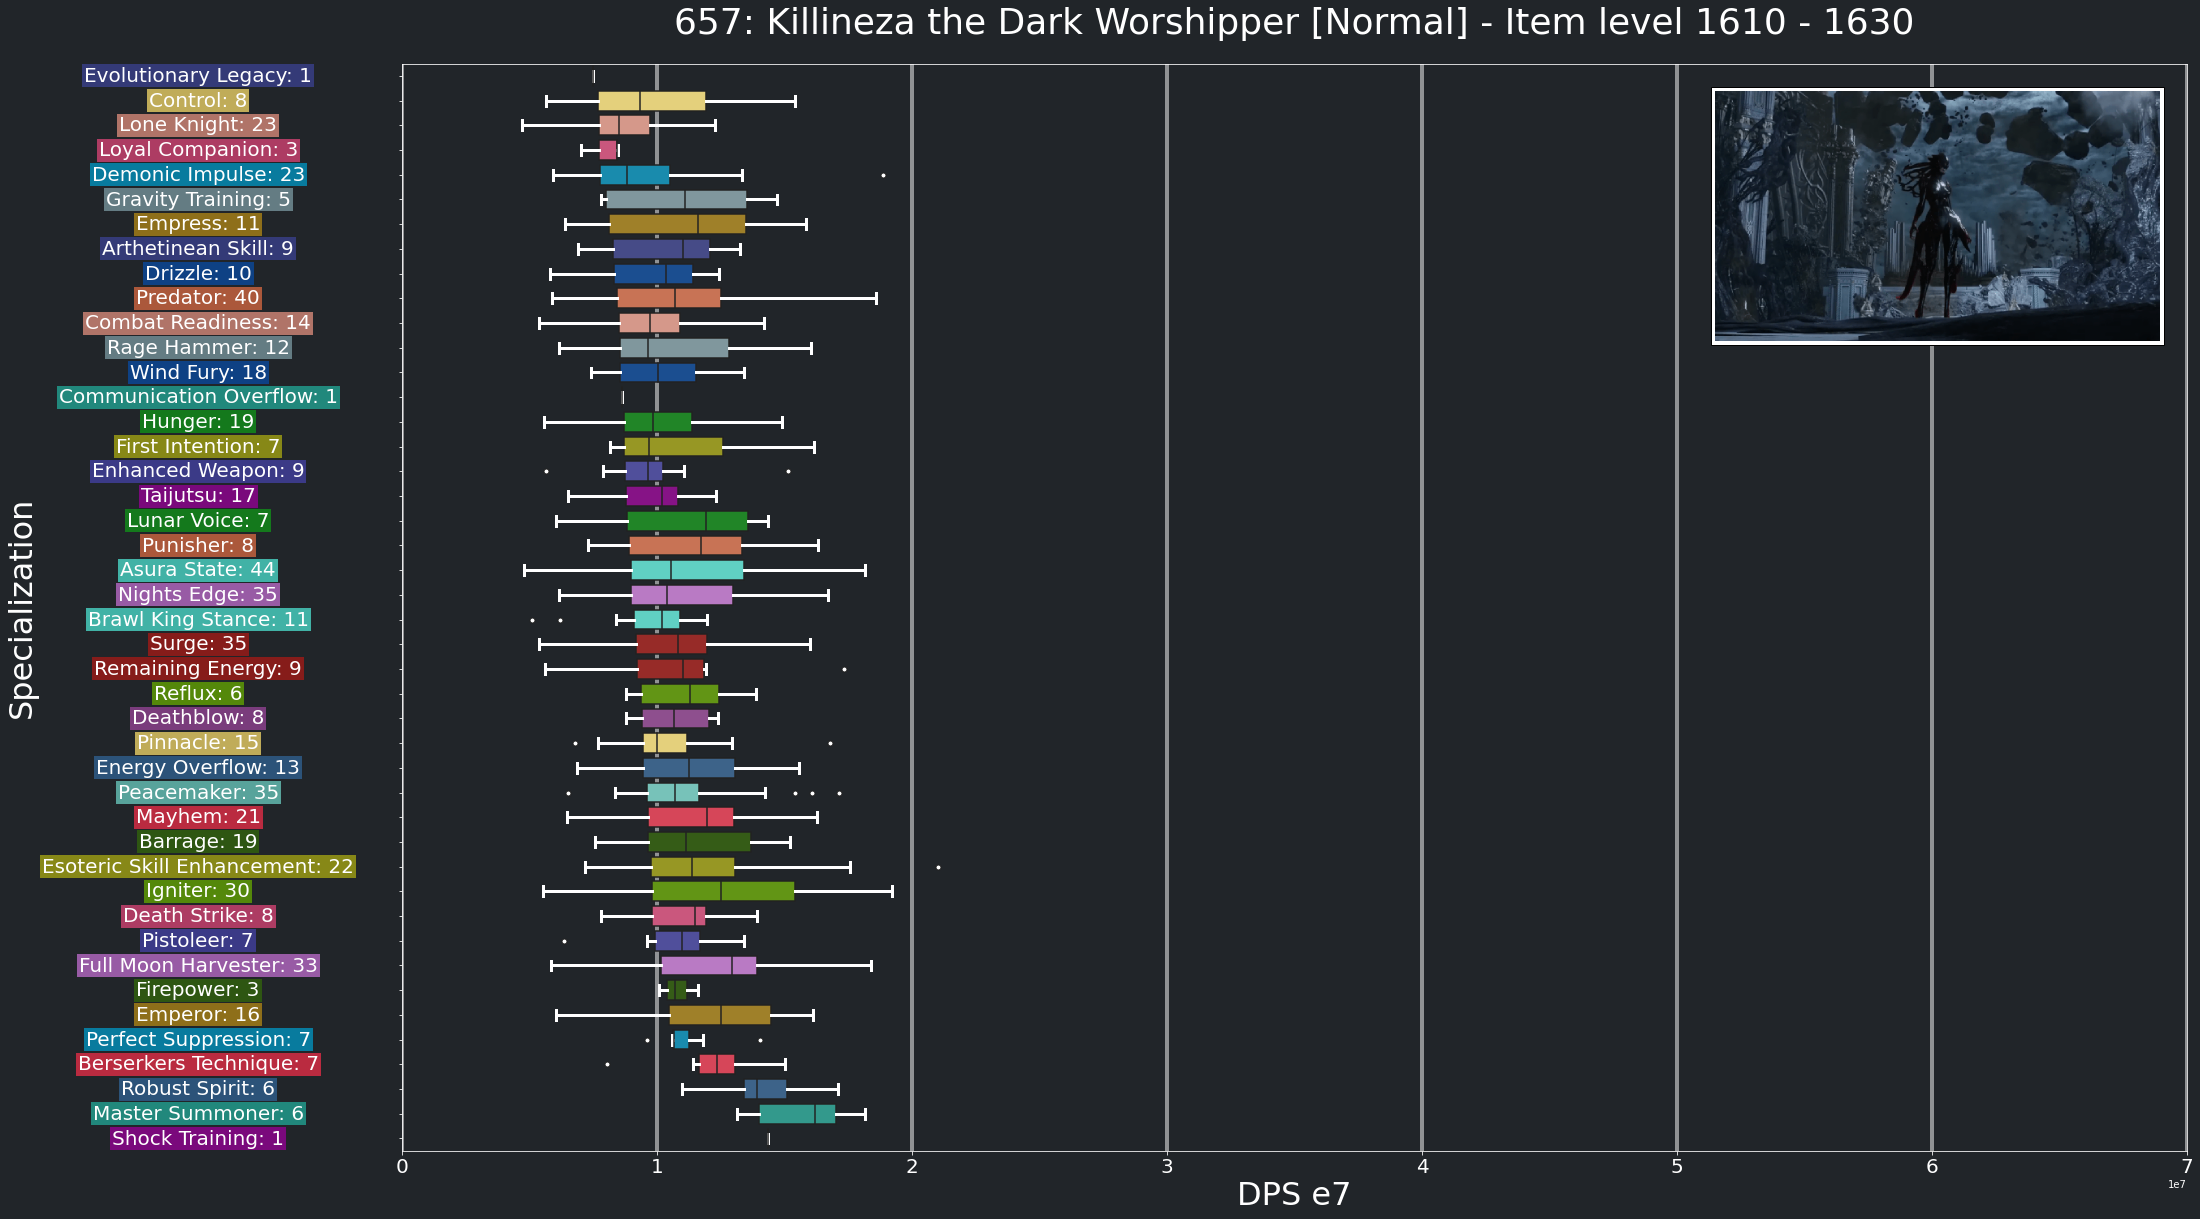 657: Killineza the Dark Worshipper [Normal] - Item level 1610 - 1630
Specialization
Evolutionary Legacy: 1
Control: 8
Lone Knight: 23
Loyal Companion: 3
Demonic Impulse: 23
Gravity Training: 5
Empress: 11
Arthetinean Skill: 9
Drizzle: 10
Predator: 40
Combat Readiness: 14
Rage Hammer: 12
Wind Fury: 18
Communication Overflow: 1
Hunger: 19
First Intention: 7
Enhanced Weapon: 9
Taijutsu: 17
Lunar Voice: 7
Punisher: 8
Asura State: 44
Nights Edge: 35
Brawl King Stance: 11
Surge: 35
Remaining Energy: 9
Reflux: 6
Deathblow: 8
Pinnacle: 15
Energy Overflow: 13
Peacemaker: 35
Mayhem: 21
Barrage: 19
Esoteric Skill Enhancement: 22
Igniter: 30
Death Strike: 8
Pistoleer: 7
Full Moon Harvester: 33
Firepower: 3
Emperor: 16
Perfect Suppression: 7
Berserkers Technique: 7
Robust Spirit: 6
Master Summoner: 6
Shock Training: 1
0 1 2 3 4 5 6 7
1e7
DPS e7